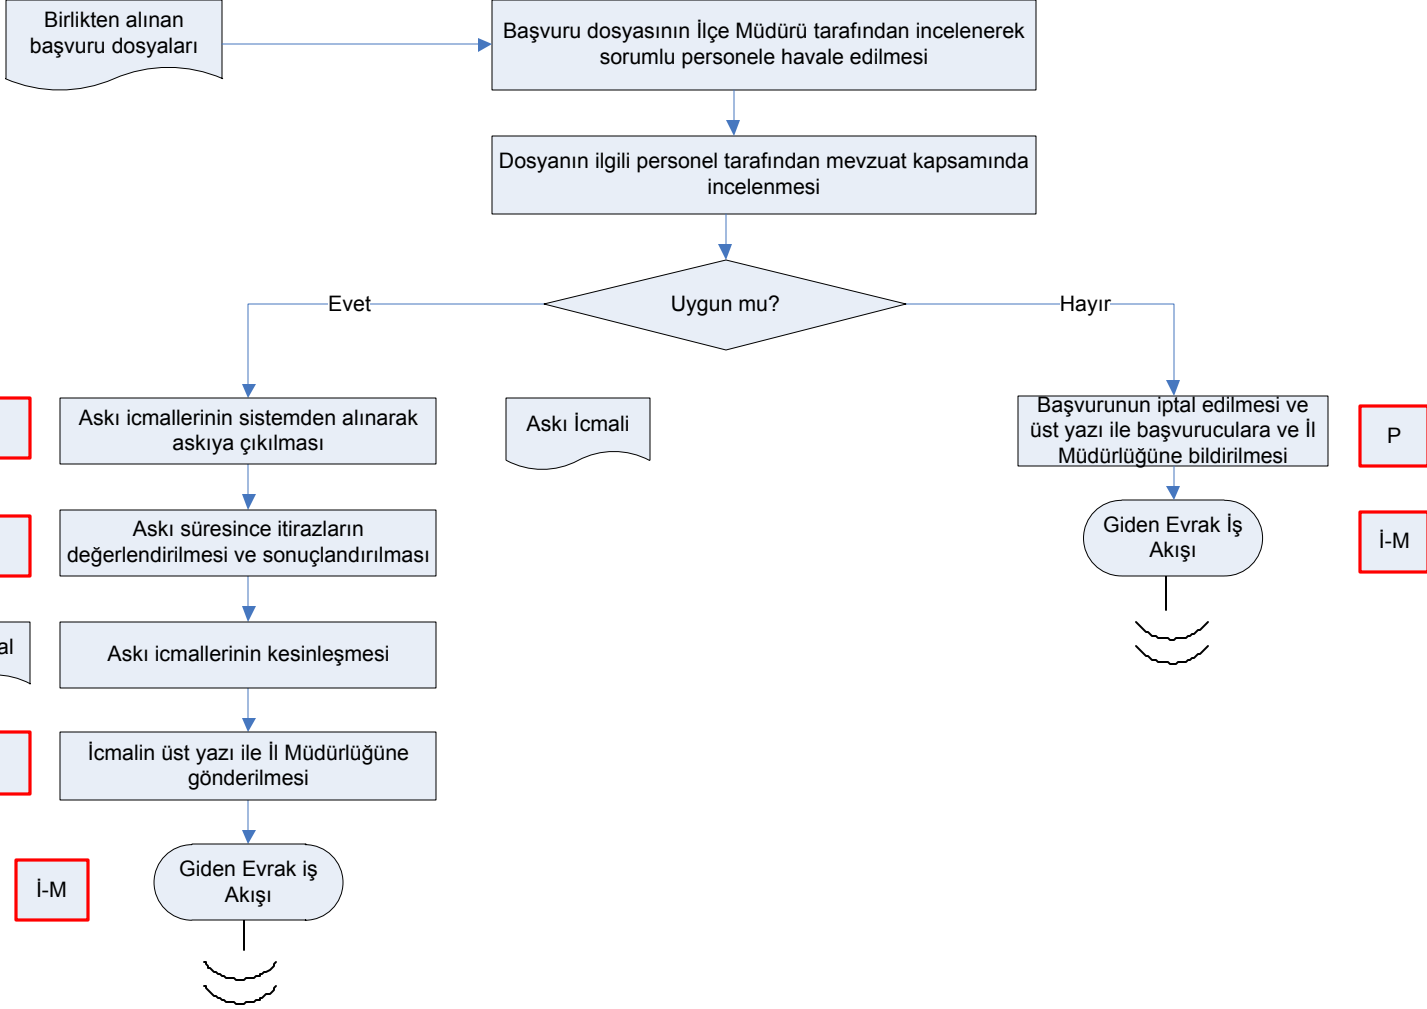 Birlikten alınan
başvuru dosyaları
Başvuru dosyasının İlçe Müdürü tarafından incelenerek
sorumlu personele havale edilmesi
Dosyanın ilgili personel tarafından mevzuat kapsamında
incelenmesi
Uygun mu?
Evet
Hayır
Askı icmallerinin sistemden alınarak
askıya çıkılması
Askı İcmali
Başvurunun iptal edilmesi ve
üst yazı ile başvuruculara ve İl
Müdürlüğüne bildirilmesi
P
Askı süresince itirazların
değerlendirilmesi ve sonuçlandırılması
Giden Evrak İş
Akışı
İ-M
al
Askı icmallerinin kesinleşmesi
İcmalin üst yazı ile İl Müdürlüğüne
gönderilmesi
İ-M
Giden Evrak iş
Akışı